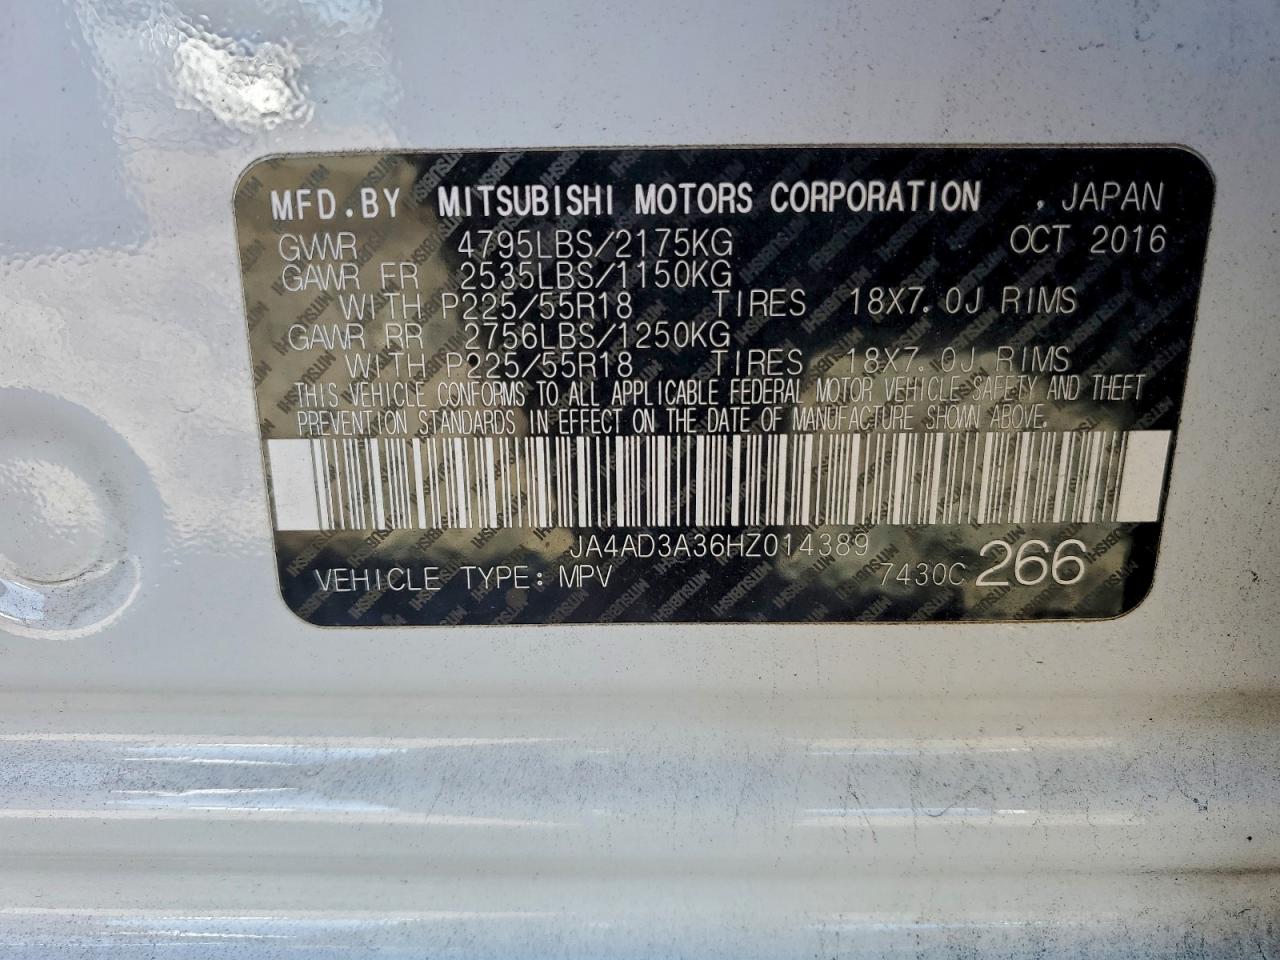 MFD.BY MITSUBISHI MOTORS CORPORATION , JAPAN
GVWR 4795LBS/2175KG OCT 2016
GAWR FR 2535LBS/1150KG
WITH P225/55R18 TIRES 18X7.0J RIMS
GAWR RR 2756LBS/1250KG
WITH P225/55R18 TIRES 18X7.0J RIMS
THIS VEHICLE CONFORMS TO ALL APPLICABLE FEDERAL MOTOR VEHICLE SAFETY AND THEFT
PREVENTION STANDARDS IN EFFECT ON THE DATE OF MANUFACTURE SHOWN ABOVE.
JA4AD3A36HZ014389
VEHICLE TYPE: MPV 7430C 266